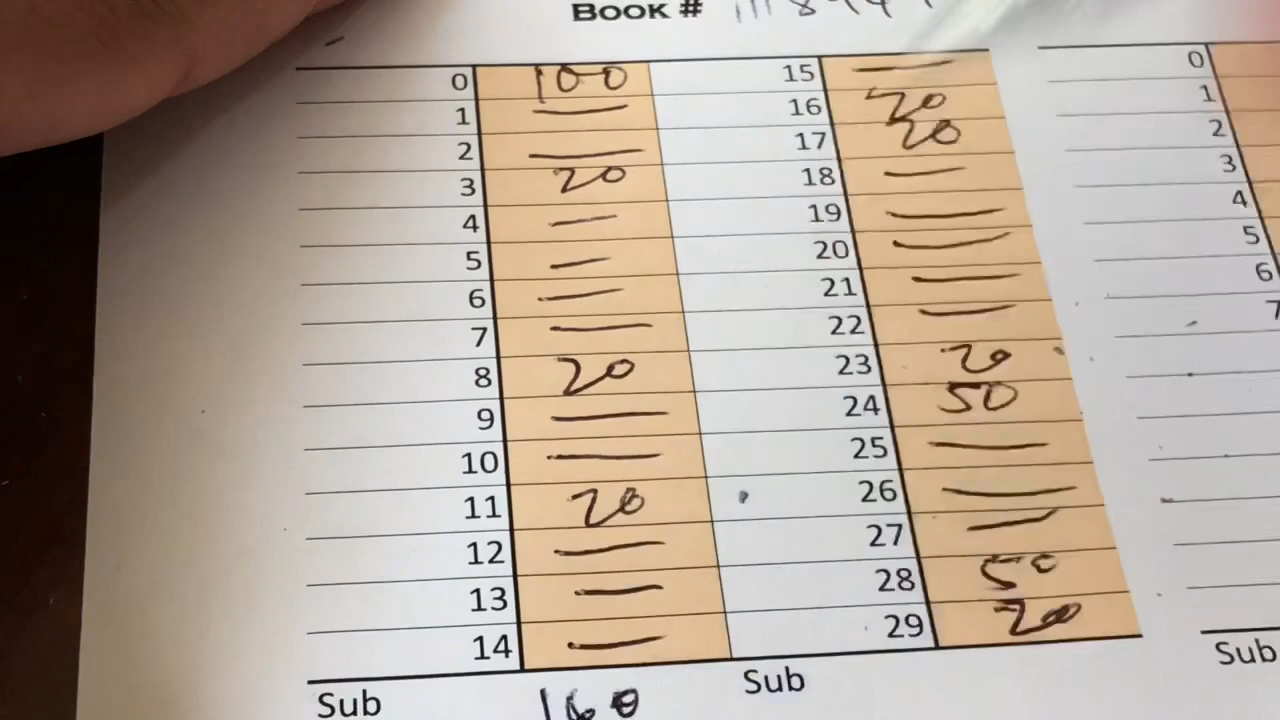 BOOK #
0 100 15 — 0
1 — 16 20 1
2 — 17 20 2
3 20 18 — 3
4 — 19 — 4
5 — 20 — 5
6 — 21 — 6
7 — 22 — 7
8 20 23 20
9 — 24 50
10 — 25 —
11 20 26 —
12 — 27 —
13 — 28 50
14 — 29 20
Sub 160 Sub Sub